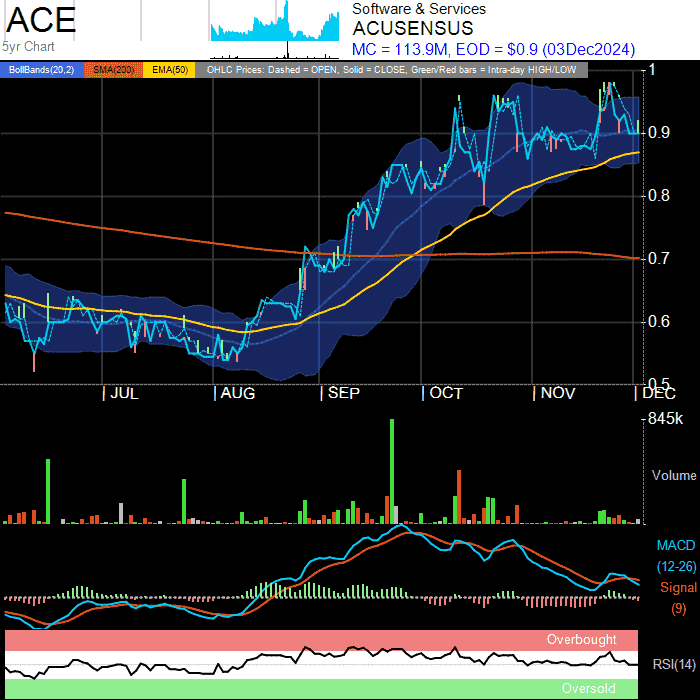 ACE
5yr Chart
Software & Services
ACUSENSUS
MC = 113.9M, EOD = $0.9 (03Dec2024)
BollBands(20,2) SMA(200) EMA(50) OHLC Prices: Dashed = OPEN, Solid = CLOSE, Green/Red bars = Intra-day HIGH/LOW
1
0.9
0.8
0.7
0.6
0.5
JUL AUG SEP OCT NOV DEC
845k
Volume
MACD
(12-26)
Signal
(9)
Overbought
RSI(14)
Oversold